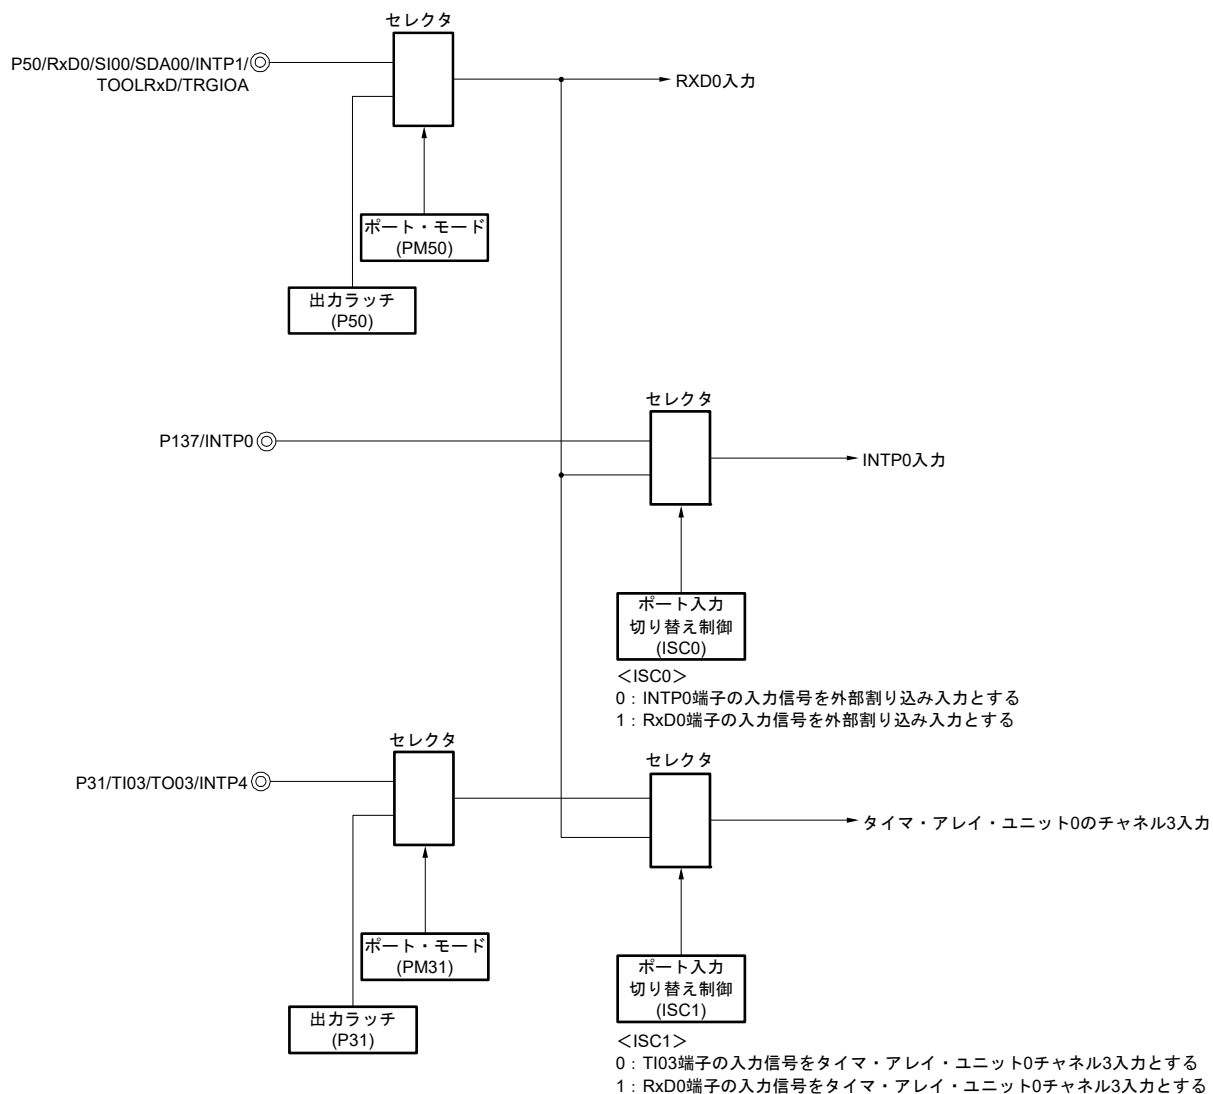 セレクタ
P50/RxD0/SI00/SDA00/INTP1/
TOOLRxD/TRGIOA
RXD0入力
ポート・モード
(PM50)
出力ラッチ
(P50)
セレクタ
P137/INTP0
INTP0入力
ポート入力
切り替え制御
(ISC0)
＜ISC0＞
0：INTP0端子の入力信号を外部割り込み入力とする
1：RxD0端子の入力信号を外部割り込み入力とする
セレクタ
セレクタ
P31/TI03/TO03/INTP4
タイマ・アレイ・ユニット0のチャネル3入力
ポート・モード
(PM31)
ポート入力
切り替え制御
(ISC1)
出力ラッチ
(P31)
＜ISC1＞
0：TI03端子の入力信号をタイマ・アレイ・ユニット0チャネル3入力とする
1：RxD0端子の入力信号をタイマ・アレイ・ユニット0チャネル3入力とする